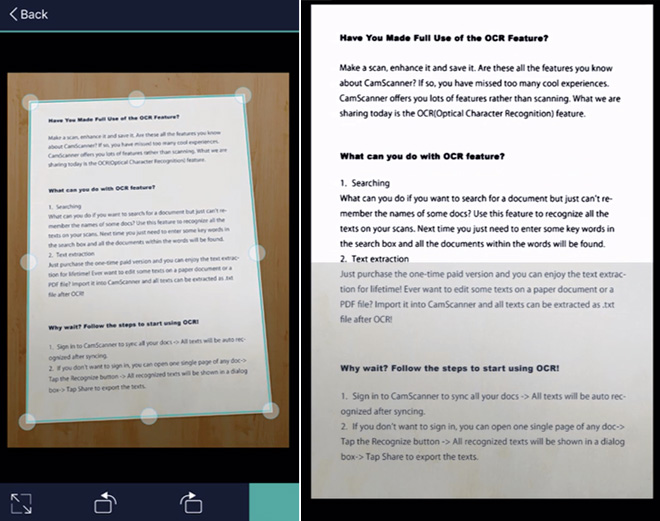 Back
Have You Made Full Use of the OCR Feature?
Make a scan, enhance it and save it. Are these all the features you know
about CamScanner? If so, you have missed too many cool experiences.
CamScanner offers you lots of features rather than scanning. What we are
sharing today is the OCR(Optical Character Recognition) feature.
What can you do with OCR feature?
1. Searching
What can you do if you want to search for a document but just can't re-
member the names of some docs? Use this feature to recognize all the
texts on your scans. Next time you just need to enter some key words in
the search box and all the documents within the words will be found.
2. Text extraction
Just purchase the one-time paid version and you can enjoy the text extrac-
tion for lifetime! Ever want to edit some texts on a paper document or a
PDF file? Import it into CamScanner and all texts can be extracted as .txt
file after OCR!
Why wait? Follow the steps to start using OCR!
1. Sign in to CamScanner to sync all your docs -> All texts will be auto rec-
ognized after syncing.
2. If you don't want to sign in, you can open one single page of any doc->
Tap the Recognize button -> All recognized texts will be shown in a dialog
box-> Tap Share to export the texts.
Have You Made Full Use of the OCR Feature?
Make a scan, enhance it and save it. Are these all the features you know
about CamScanner? If so, you have missed too many cool experiences.
CamScanner offers you lots of features rather than scanning. What we are
sharing today is the OCR(Optical Character Recognition) feature.
What can you do with OCR feature?
1. Searching
What can you do if you want to search for a document but just can't re-
member the names of some docs? Use this feature to recognize all the
texts on your scans. Next time you just need to enter some key words in
the search box and all the documents within the words will be found.
2. Text extraction
Just purchase the one-time paid version and you can enjoy the text extrac-
tion for lifetime! Ever want to edit some texts on a paper document or a
PDF file? Import it into CamScanner and all texts can be extracted as .txt
file after OCR!
Why wait? Follow the steps to start using OCR!
1. Sign in to CamScanner to sync all your docs -> All texts will be auto rec-
ognized after syncing.
2. If you don't want to sign in, you can open one single page of any doc->
Tap the Recognize button -> All recognized texts will be shown in a dialog
box-> Tap Share to export the texts.